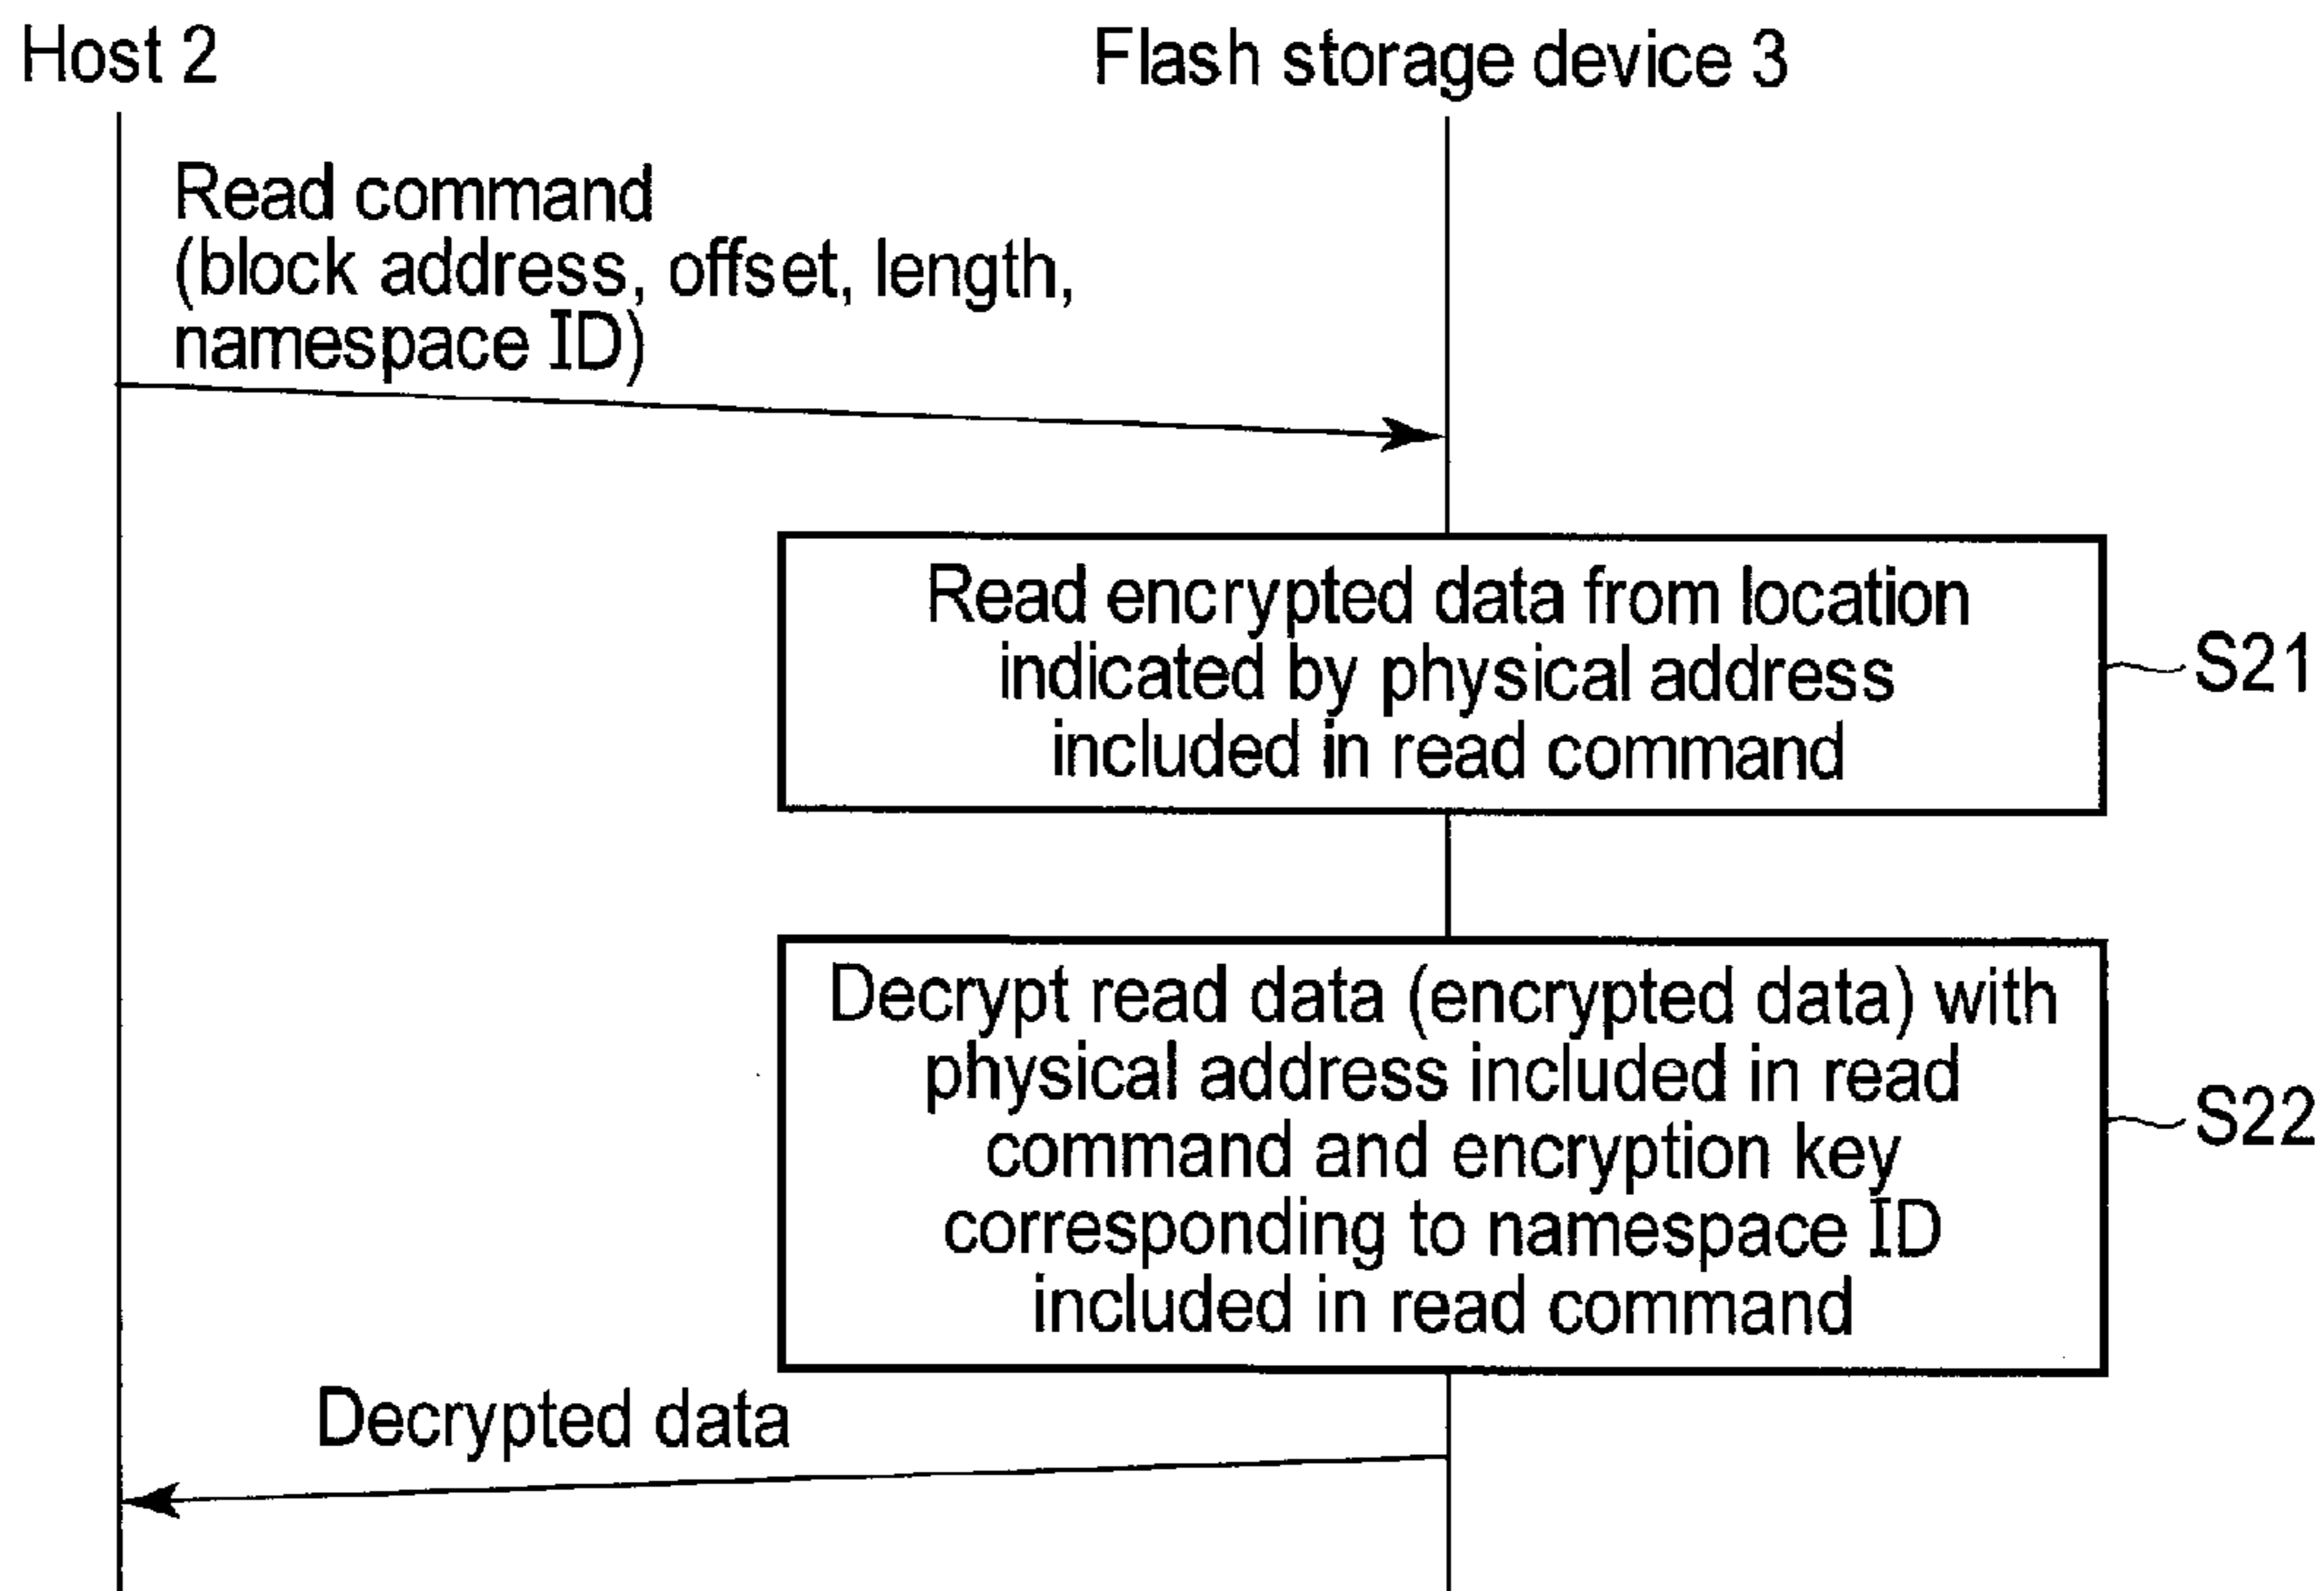 Host 2
Flash storage device 3
Read command
(block address, offset, length,
namespace ID)
Read encrypted data from location
indicated by physical address
included in read command
S21
Decrypt read data (encrypted data) with
physical address included in read
command and encryption key
corresponding to namespace ID
included in read command
S22
Decrypted data